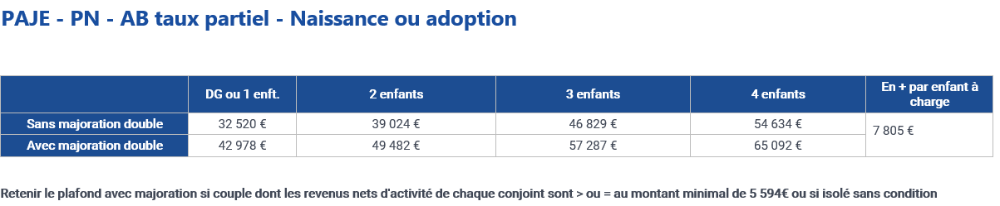 PAJE - PN - AB taux partiel - Naissance ou adoption
DG ou 1 enft. 2 enfants 3 enfants 4 enfants En + par enfant à charge
Sans majoration double 32 520 € 39 024 € 46 829 € 54 634 € 7 805 €
Avec majoration double 42 978 € 49 482 € 57 287 € 65 092 €
Retenir le plafond avec majoration si couple dont les revenus nets d'activité de chaque conjoint sont > ou = au montant minimal de 5 594€ ou si isolé sans condition